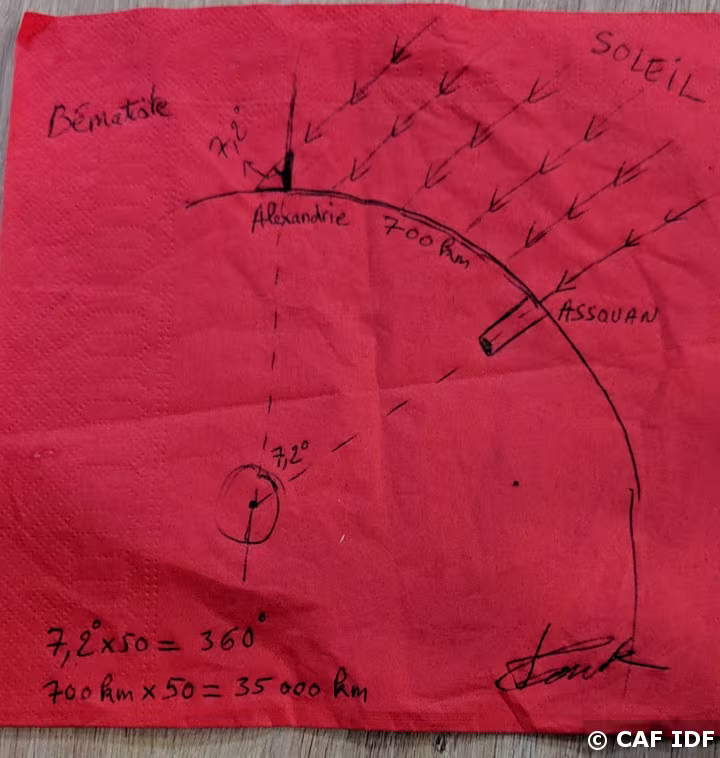 SOLEIL
Bématiste
7,2°
Alexandrie
700 km
ASSOUAN
7,2°
7,2° x 50 = 360°
700 km x 50 = 35 000 km
© CAF IDF